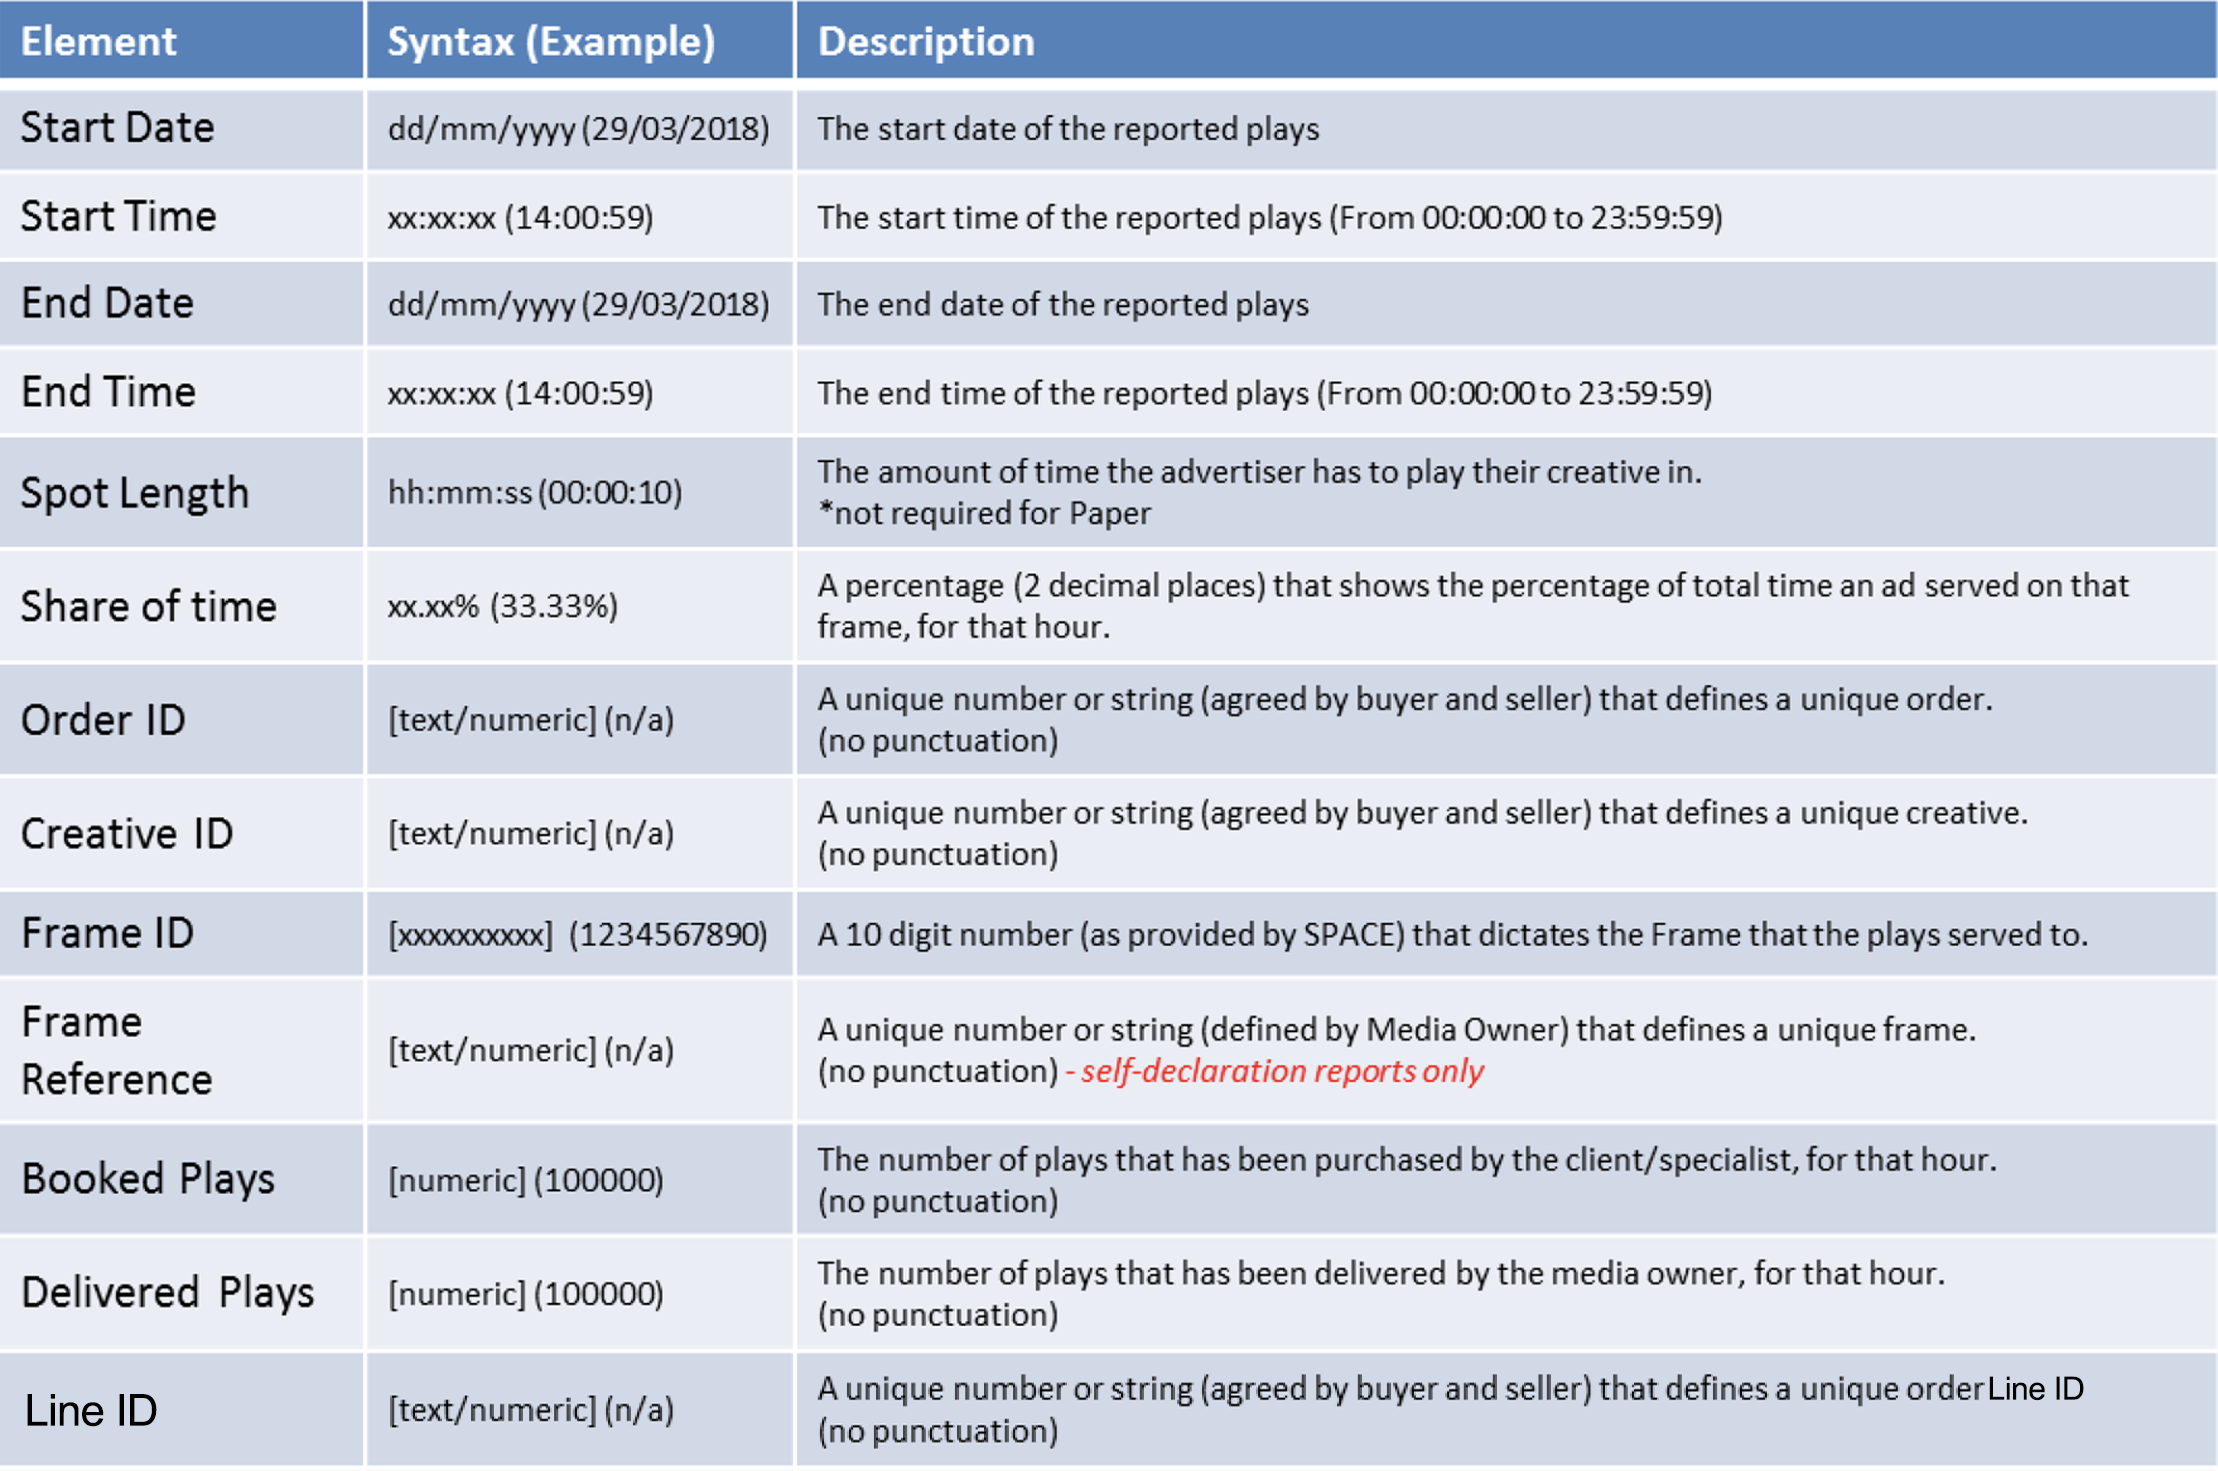 Element Syntax (Example) Description
Start Date dd/mm/yyyy (29/03/2018) The start date of the reported plays
Start Time xx:xx:xx (14:00:59) The start time of the reported plays (From 00:00:00 to 23:59:59)
End Date dd/mm/yyyy (29/03/2018) The end date of the reported plays
End Time xx:xx:xx (14:00:59) The end time of the reported plays (From 00:00:00 to 23:59:59)
Spot Length hh:mm:ss (00:00:10) The amount of time the advertiser has to play their creative in.
*not required for Paper
Share of time xx.xx% (33.33%) A percentage (2 decimal places) that shows the percentage of total time an ad served on that
frame, for that hour.
Order ID [text/numeric] (n/a) A unique number or string (agreed by buyer and seller) that defines a unique order.
(no punctuation)
Creative ID [text/numeric] (n/a) A unique number or string (agreed by buyer and seller) that defines a unique creative.
(no punctuation)
Frame ID [xxxxxxxxxx] (1234567890) A 10 digit number (as provided by SPACE) that dictates the Frame that the plays served to.
Frame
Reference [text/numeric] (n/a) A unique number or string (defined by Media Owner) that defines a unique frame.
(no punctuation) - self-declaration reports only
Booked Plays [numeric] (100000) The number of plays that has been purchased by the client/specialist, for that hour.
(no punctuation)
Delivered Plays [numeric] (100000) The number of plays that has been delivered by the media owner, for that hour.
(no punctuation)
Line ID [text/numeric] (n/a) A unique number or string (agreed by buyer and seller) that defines a unique order Line ID
(no punctuation)